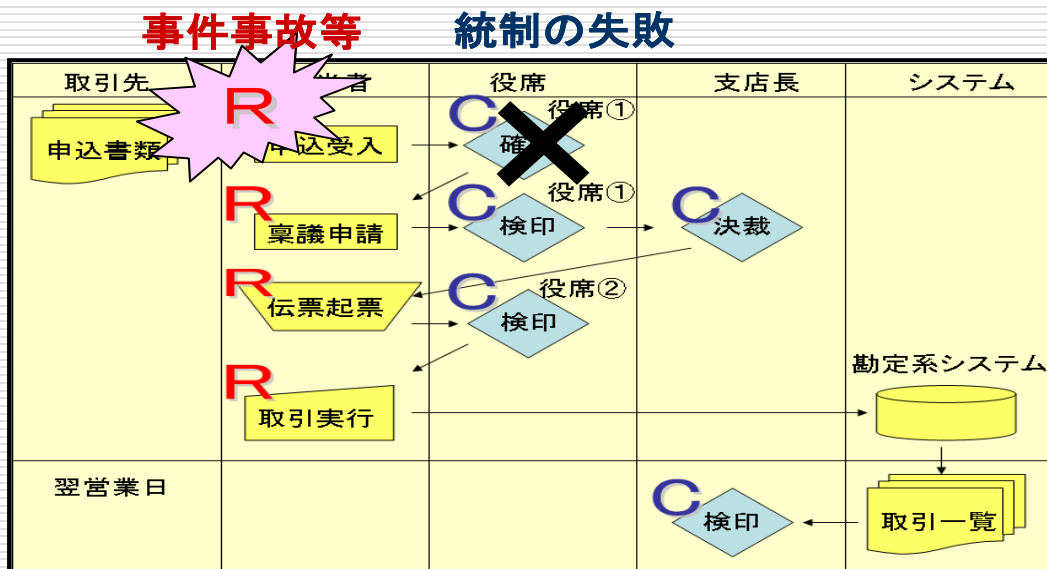 事件事故等 統制の失敗
取引先 当者 役席 支店長 システム
R
C 役席①
申込書類 申込受入 確
R C 役席① C
稟議申請 検印 決裁
R C 役席②
伝票起票 検印
R 勘定系システム
取引実行
翌営業日 C
検印 取引一覧